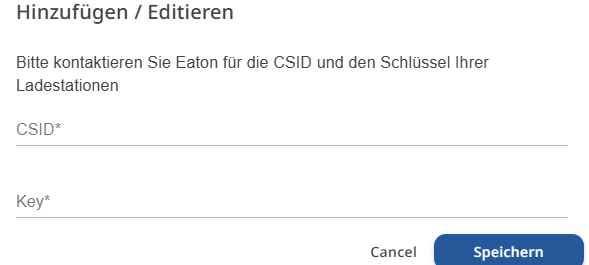 Hinzufügen / Editieren
Bitte kontaktieren Sie Eaton für die CSID und den Schlüssel Ihrer
Ladestationen
CSID*
Key*
Cancel Speichern